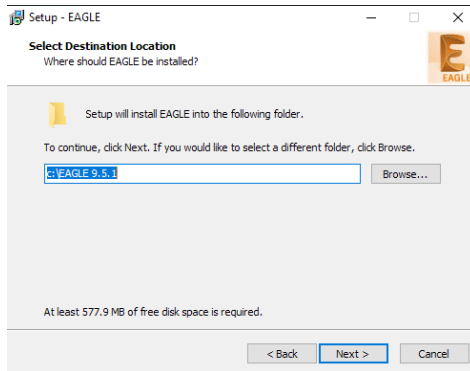 Setup - EAGLE
Select Destination Location
Where should EAGLE be installed?
EAGLE
Setup will install EAGLE into the following folder.
To continue, click Next. If you would like to select a different folder, click Browse.
c:\EAGLE 9.5.1
Browse...
At least 577.9 MB of free disk space is required.
< Back
Next >
Cancel